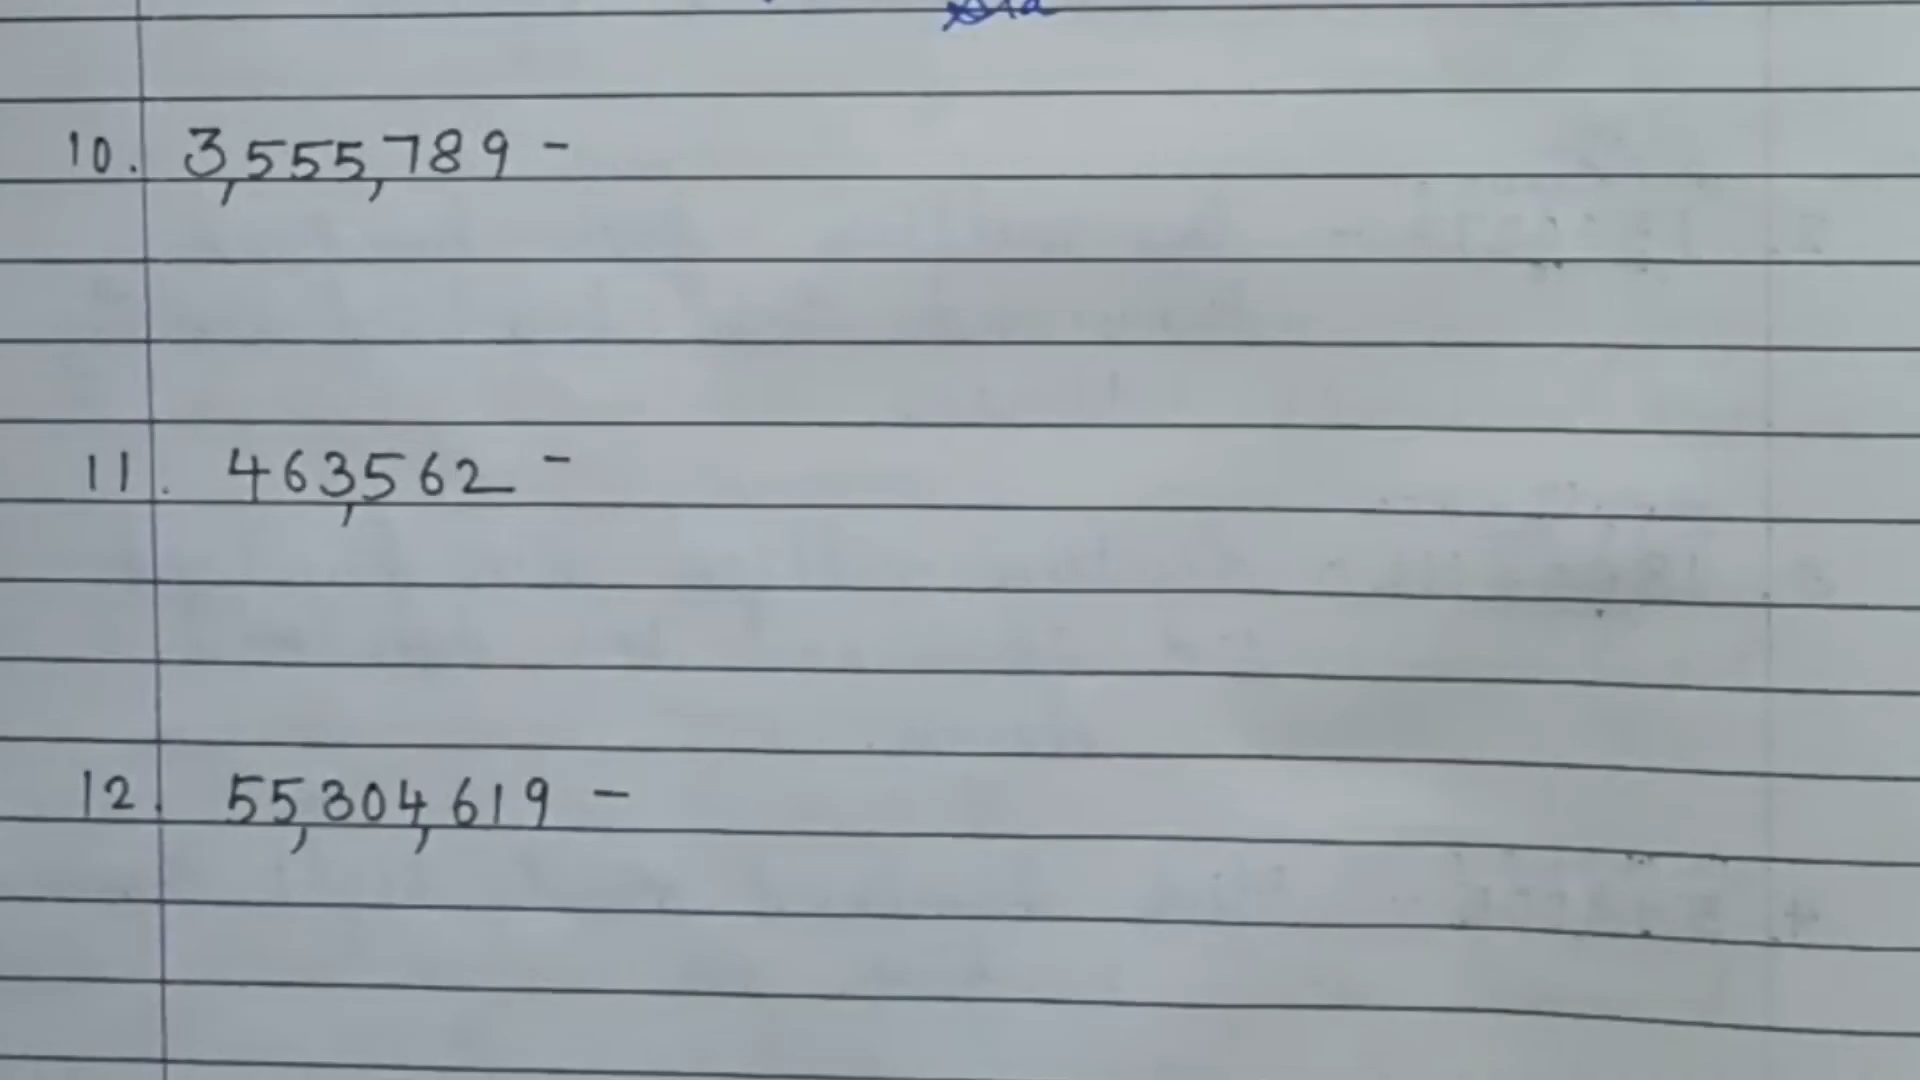 10. 3,555,789 -
11. 463,562 -
12. 55,304,619 -